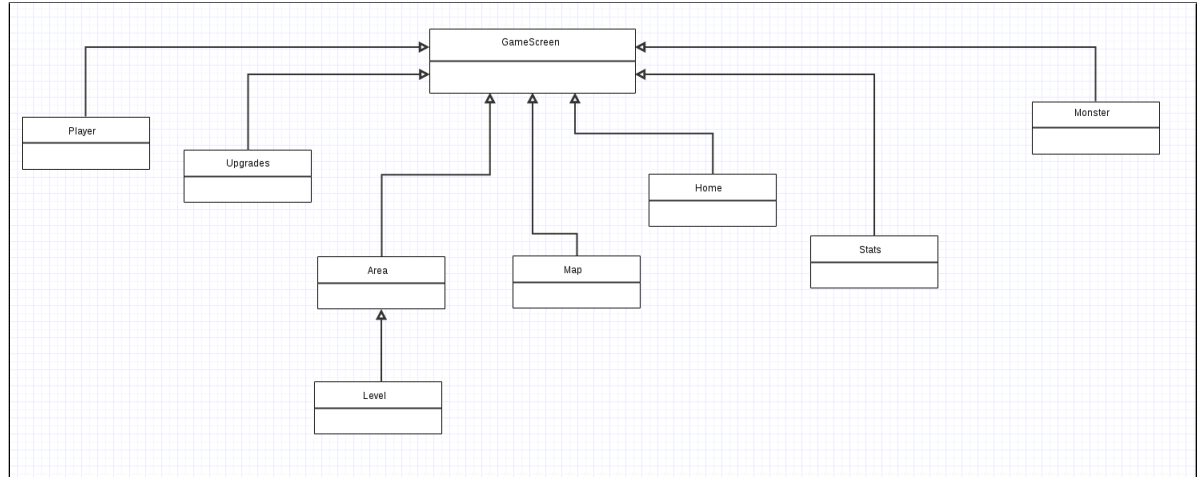 GameScreen
Player
Monster
Upgrades
Home
Stats
Area
Map
Level